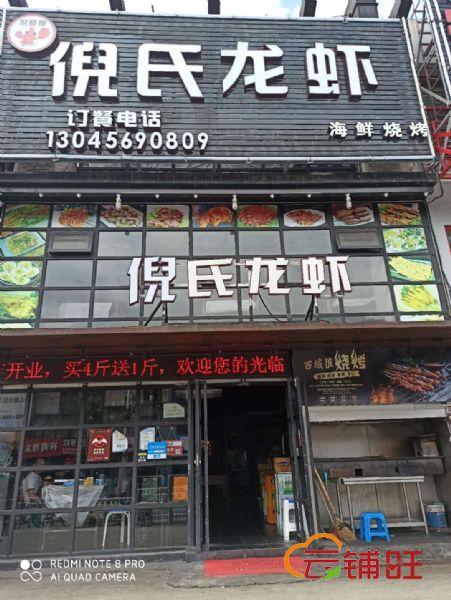 倪氏龙虾
订餐电话
13045690809
海鲜烧烤
倪氏龙虾
开业，买4斤送1斤，欢迎您的光临
西域狼烧烤
REDMI NOTE 8 PRO
AI QUAD CAMERA
云铺旺